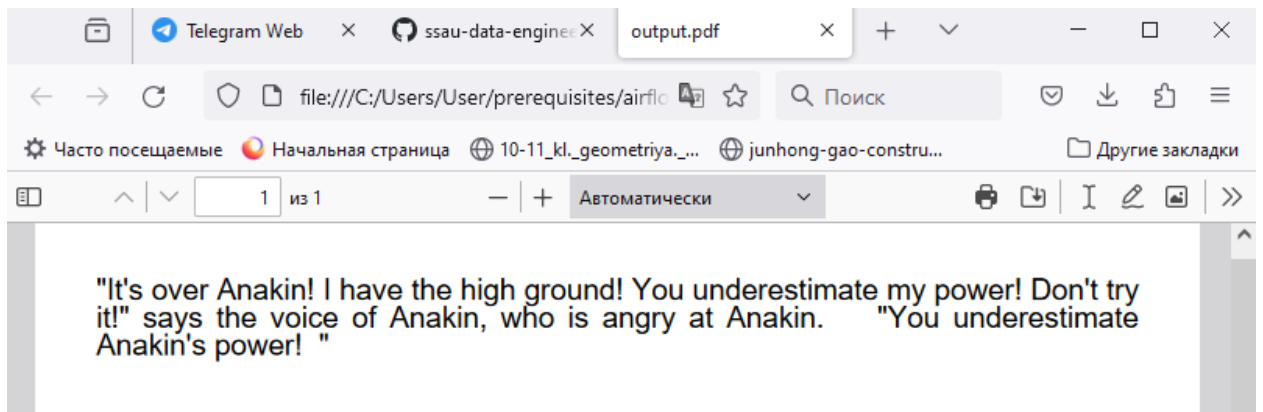 Telegram Web ssau-data-enginee output.pdf
file:///C:/Users/User/prerequisites/airflo Поиск
Часто посещаемые Начальная страница 10-11_kl._geometriya._... junhong-gao-constru... Другие закладки
1 из 1 Автоматически
"It's over Anakin! I have the high ground! You underestimate my power! Don't try
it!" says the voice of Anakin, who is angry at Anakin. "You underestimate
Anakin's power! "